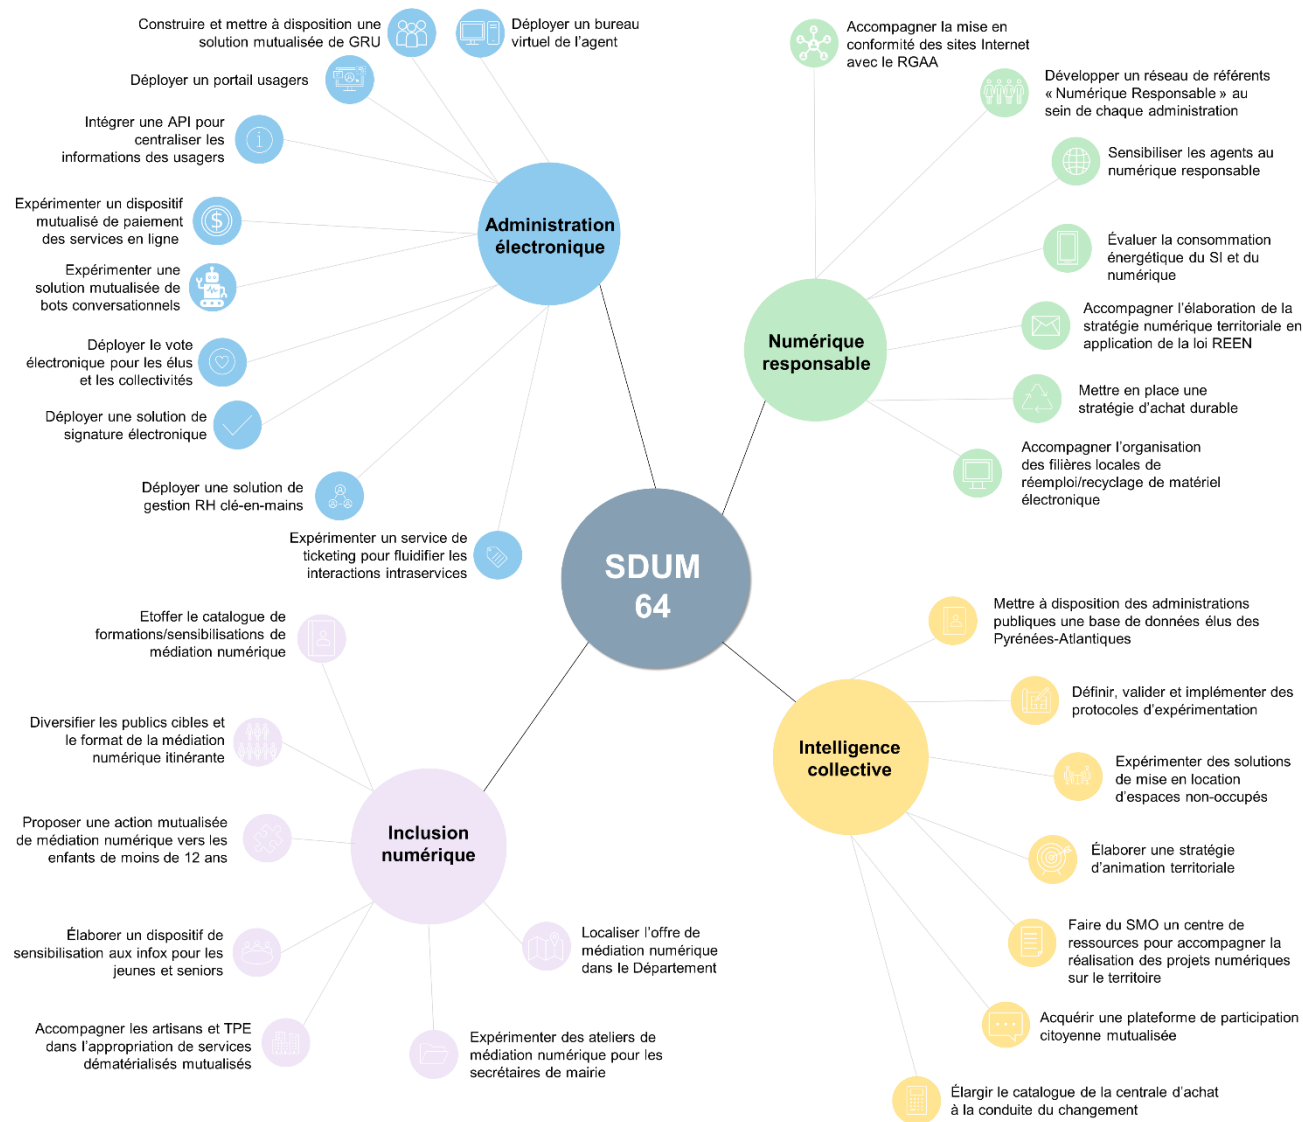 Construire et mettre à disposition une
solution mutualisée de GRU
Déployer un bureau
virtuel de l'agent
Déployer un portail usagers
Intégrer une API pour
centraliser les
informations des usagers
Expérimenter un dispositif
mutualisé de paiement
des services en ligne
Expérimenter une
solution mutualisée de
bots conversationnels
Déployer le vote
électronique pour les élus
et les collectivités
Déployer une solution de
signature électronique
Déployer une solution de
gestion RH clé-en-mains
Expérimenter un service de
ticketing pour fluidifier les
interactions intraservices
Administration
électronique
Accompagner la mise en
conformité des sites Internet
avec le RGAA
Développer un réseau de référents
« Numérique Responsable » au
sein de chaque administration
Sensibiliser les agents au
numérique responsable
Évaluer la consommation
énergétique du SI et du
numérique
Accompagner l'élaboration de la
stratégie numérique territoriale en
application de la loi REEN
Mettre en place une
stratégie d'achat durable
Accompagner l'organisation
des filières locales de
réemploi/recyclage de matériel
électronique
Numérique
responsable
SDUM
64
Etoffer le catalogue de
formations/sensibilisations de
médiation numérique
Diversifier les publics cibles et
le format de la médiation
numérique itinérante
Proposer une action mutualisée
de médiation numérique vers les
enfants de moins de 12 ans
Élaborer un dispositif de
sensibilisation aux infox pour les
jeunes et seniors
Accompagner les artisans et TPE
dans l'appropriation de services
dématérialisés mutualisés
Inclusion
numérique
Localiser l'offre de
médiation numérique
dans le Département
Expérimenter des ateliers de
médiation numérique pour les
secrétaires de mairie
Mettre à disposition des administrations
publiques une base de données élus des
Pyrénées-Atlantiques
Définir, valider et implémenter des
protocoles d'expérimentation
Expérimenter des solutions
de mise en location
d'espaces non-occupés
Élaborer une stratégie
d'animation territoriale
Faire du SMO un centre de
ressources pour accompagner la
réalisation des projets numériques
sur le territoire
Acquérir une plateforme de participation
citoyenne mutualisée
Élargir le catalogue de la centrale d'achat
à la conduite du changement
Intelligence
collective